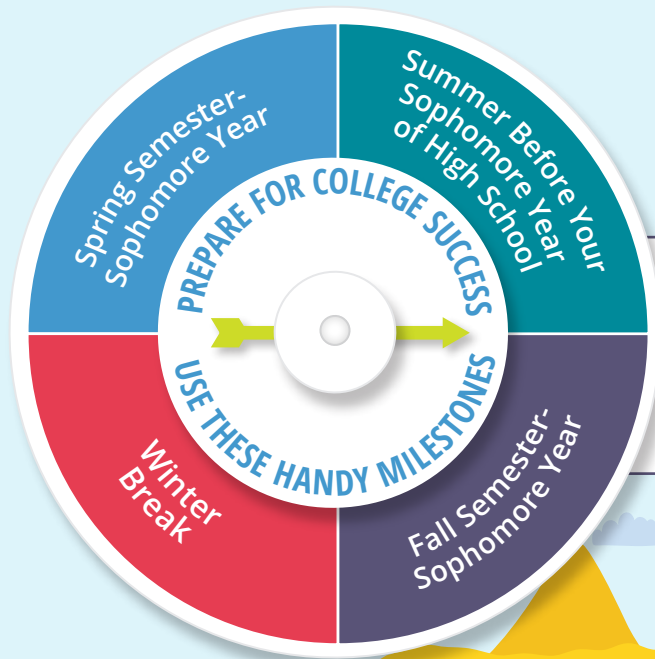 Spring Semester-
Sophomore Year
Summer Before Your
Sophomore Year
of High School
PREPARE FOR COLLEGE SUCCESS
USE THESE HANDY MILESTONES
Winter
Break
Fall Semester-
Sophomore Year